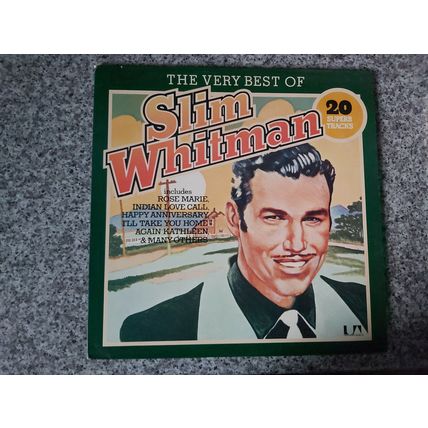 THE VERY BEST OF
Slim
Whitman
20
SUPERB
TRACKS
includes
ROSE MARIE,
INDIAN LOVE CALL,
HAPPY ANNIVERSARY
I'LL TAKE YOU HOME
AGAIN KATHLEEN
& MANY OTHERS
UA